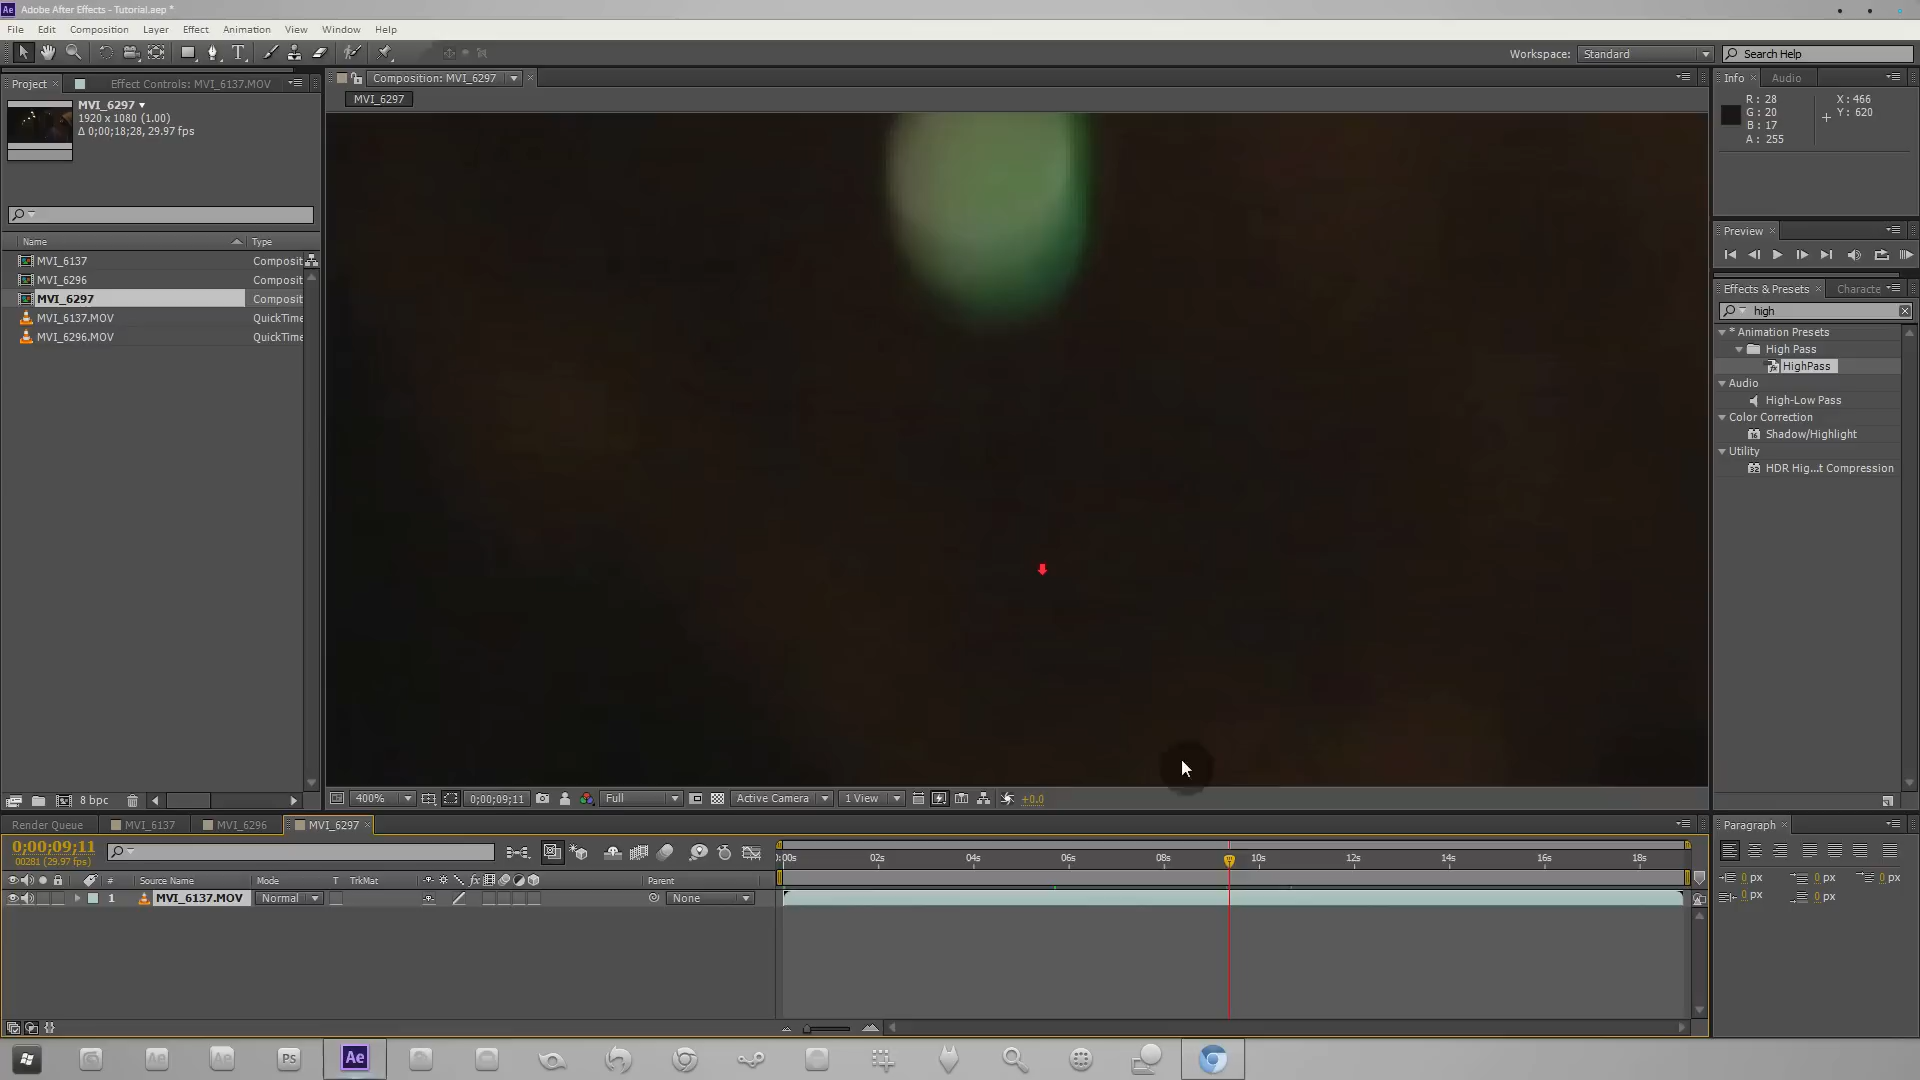 Adobe After Effects - Tutorial.aep *
File Edit Composition Layer Effect Animation View Window Help
Workspace: Standard Search Help
Project Effect Controls: MVI_6137.MOV
Composition: MVI_6297
Info Audio
MVI_6297
MVI_6297
1920 x 1080 (1.00)
Δ 0;00;18;28, 29.97 fps
R : 28
G : 20
B : 17
A : 255
X : 466
Y : 620
Preview
Name Type
MVI_6137 Composit
MVI_6296 Composit
MVI_6297 Composit
MVI_6137.MOV QuickTime
MVI_6296.MOV QuickTime
Effects & Presets Characte
high
* Animation Presets
High Pass
HighPass
Audio
High-Low Pass
Color Correction
Shadow/Highlight
Utility
HDR Hig...t Compression
8 bpc
400% 0;00;09;11 Full Active Camera 1 View +0.0
Render Queue MVI_6137 MVI_6296 MVI_6297
Paragraph
0;00;09;11
00281 (29.97 fps)
0:00s 02s 04s 06s 08s 10s 12s 14s 16s 18s
# Source Name Mode T TrkMat fx Parent
1 MVI_6137.MOV Normal None
0 px 0 px 0 px
0 px 0 px
Ae Ae Ps Ae